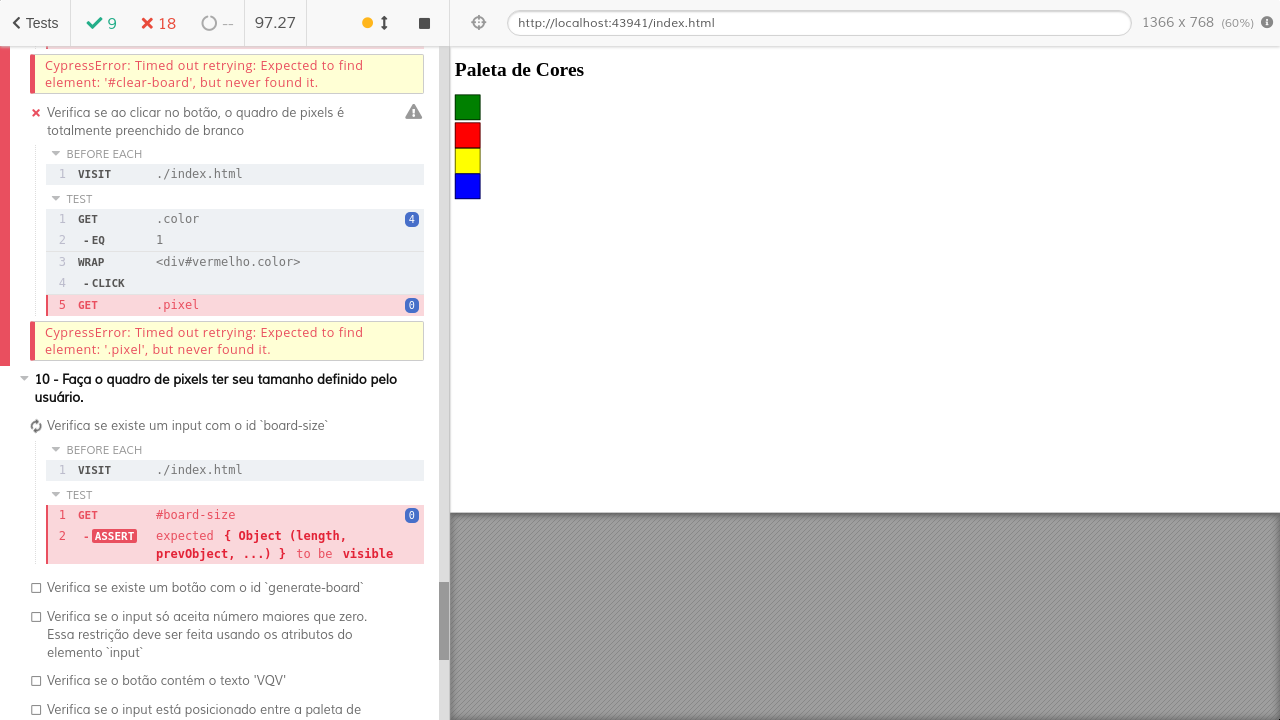 Tests
9
18
--
97.27
http://localhost:43941/index.html
1366 x 768 (60%)
CypressError: Timed out retrying: Expected to find
element: '#clear-board', but never found it.
Verifica se ao clicar no botão, o quadro de pixels é
totalmente preenchido de branco
BEFORE EACH
1 VISIT ./index.html
TEST
1 GET .color 4
2 - EQ 1
3 WRAP <div#vermelho.color>
4 - CLICK
5 GET .pixel 0
CypressError: Timed out retrying: Expected to find
element: '.pixel', but never found it.
10 - Faça o quadro de pixels ter seu tamanho definido pelo
usuário.
Verifica se existe um input com o id `board-size`
BEFORE EACH
1 VISIT ./index.html
TEST
1 GET #board-size 0
2 - ASSERT expected { Object (length,
prevObject, ...) } to be visible
Verifica se existe um botão com o id `generate-board`
Verifica se o input só aceita número maiores que zero.
Essa restrição deve ser feita usando os atributos do
elemento `input`
Verifica se o botão contém o texto 'VQV'
Verifica se o input está posicionado entre a paleta de
Paleta de Cores